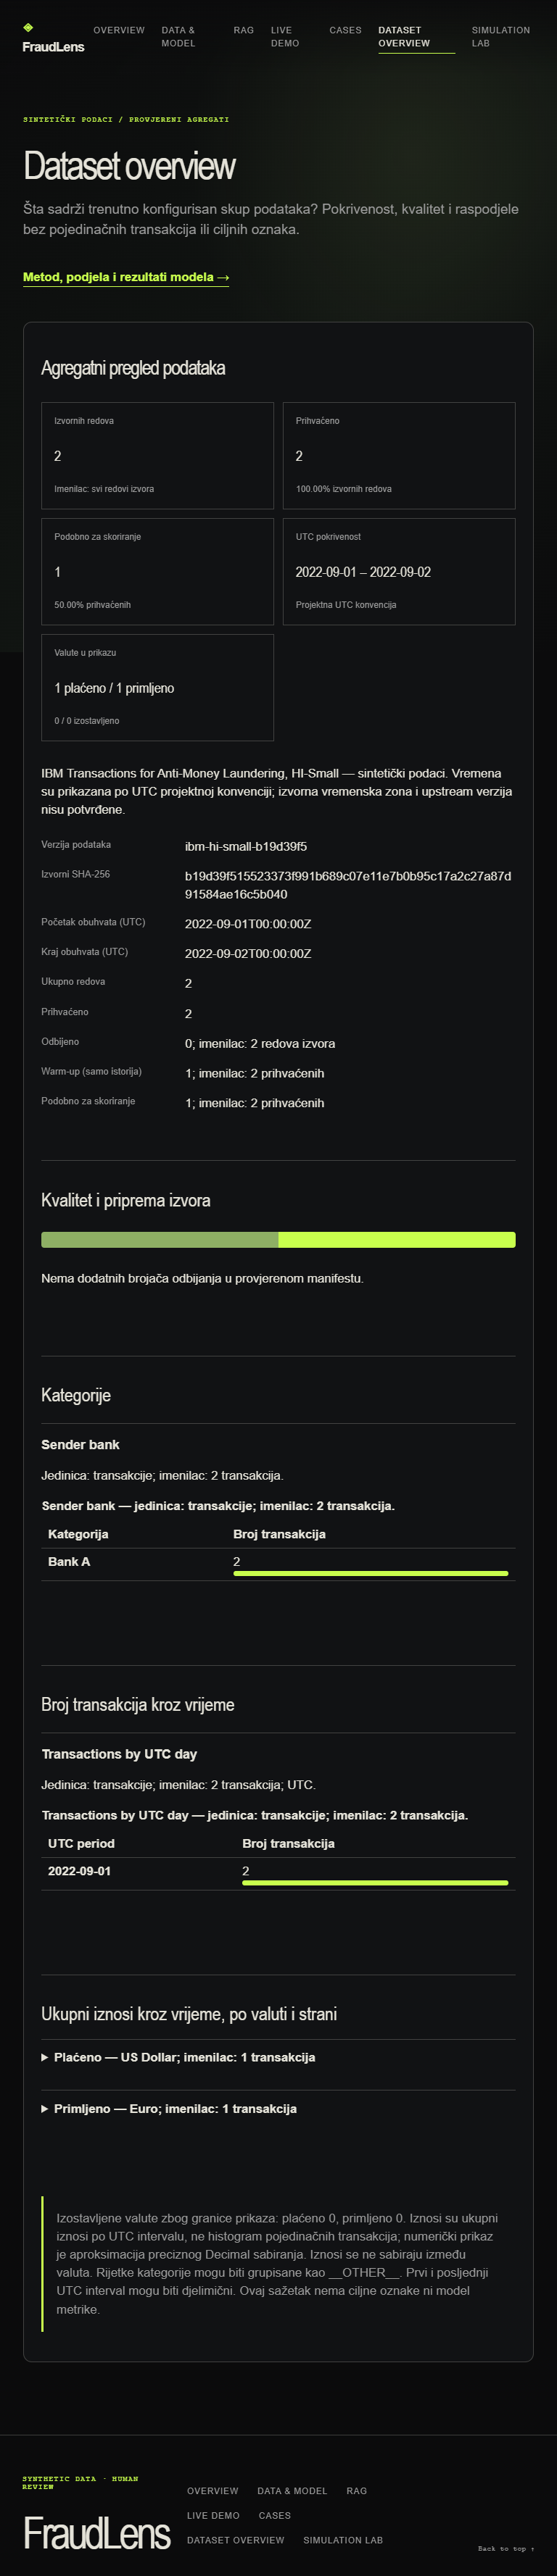 FraudLens
OVERVIEW
DATA &
MODEL
RAG
LIVE
DEMO
CASES
DATASET
OVERVIEW
SIMULATION
LAB
SINTETIČKI PODACI / PROVJERENI AGREGATI
Dataset overview
Šta sadrži trenutno konfigurisan skup podataka? Pokrivenost, kvalitet i raspodjele
bez pojedinačnih transakcija ili ciljnih oznaka.
Metod, podjela i rezultati modela →
Agregatni pregled podataka
Izvornih redova
2
Imenilac: svi redovi izvora
Prihvaćeno
2
100.00% izvornih redova
Podobno za skoriranje
1
50.00% prihvaćenih
UTC pokrivenost
2022-09-01 – 2022-09-02
Projektna UTC konvencija
Valute u prikazu
1 plaćeno / 1 primljeno
0 / 0 izostavljeno
IBM Transactions for Anti-Money Laundering, HI-Small — sintetički podaci. Vremena
su prikazana po UTC projektnoj konvenciji; izvorna vremenska zona i upstream verzija
nisu potvrđene.
Verzija podataka
ibm-hi-small-b19d39f5
Izvorni SHA-256
b19d39f515523373f991b689c07e11e7b0b95c17a2c27a87d
91584ae16c5b040
Početak obuhvata (UTC)
2022-09-01T00:00:00Z
Kraj obuhvata (UTC)
2022-09-02T00:00:00Z
Ukupno redova
2
Prihvaćeno
2
Odbijeno
0; imenilac: 2 redova izvora
Warm-up (samo istorija)
1; imenilac: 2 prihvaćenih
Podobno za skoriranje
1; imenilac: 2 prihvaćenih
Kvalitet i priprema izvora
Nema dodatnih brojača odbijanja u provjerenom manifestu.
Kategorije
Sender bank
Jedinica: transakcije; imenilac: 2 transakcija.
Sender bank — jedinica: transakcije; imenilac: 2 transakcija.
Kategorija
Broj transakcija
Bank A
2
Broj transakcija kroz vrijeme
Transactions by UTC day
Jedinica: transakcije; imenilac: 2 transakcija; UTC.
Transactions by UTC day — jedinica: transakcije; imenilac: 2 transakcija.
UTC period
Broj transakcija
2022-09-01
2
Ukupni iznosi kroz vrijeme, po valuti i strani
▶ Plaćeno — US Dollar; imenilac: 1 transakcija
▶ Primljeno — Euro; imenilac: 1 transakcija
Izostavljene valute zbog granice prikaza: plaćeno 0, primljeno 0. Iznosi su ukupni
iznosi po UTC intervalu, ne histogram pojedinačnih transakcija; numerički prikaz
je aproksimacija preciznog Decimal sabiranja. Iznosi se ne sabiraju između
valuta. Rijetke kategorije mogu biti grupisane kao __OTHER__. Prvi i posljednji
UTC interval mogu biti djelimični. Ovaj sažetak nema ciljne oznake ni model
metrike.
SYNTHETIC DATA · HUMAN
REVIEW
FraudLens
OVERVIEW
DATA & MODEL
RAG
LIVE DEMO
CASES
DATASET OVERVIEW
SIMULATION LAB
Back to top ↑